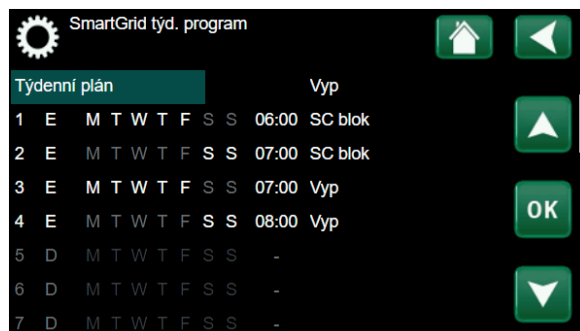 SmartGrid týd. program
Týdenní plán Vyp
1 E M T W T F S S 06:00 SC blok
2 E M T W T F S S 07:00 SC blok
3 E M T W T F S S 07:00 Vyp
4 E M T W T F S S 08:00 Vyp
OK
5 D M T W T F S S -
6 D M T W T F S S -
7 D M T W T F S S -